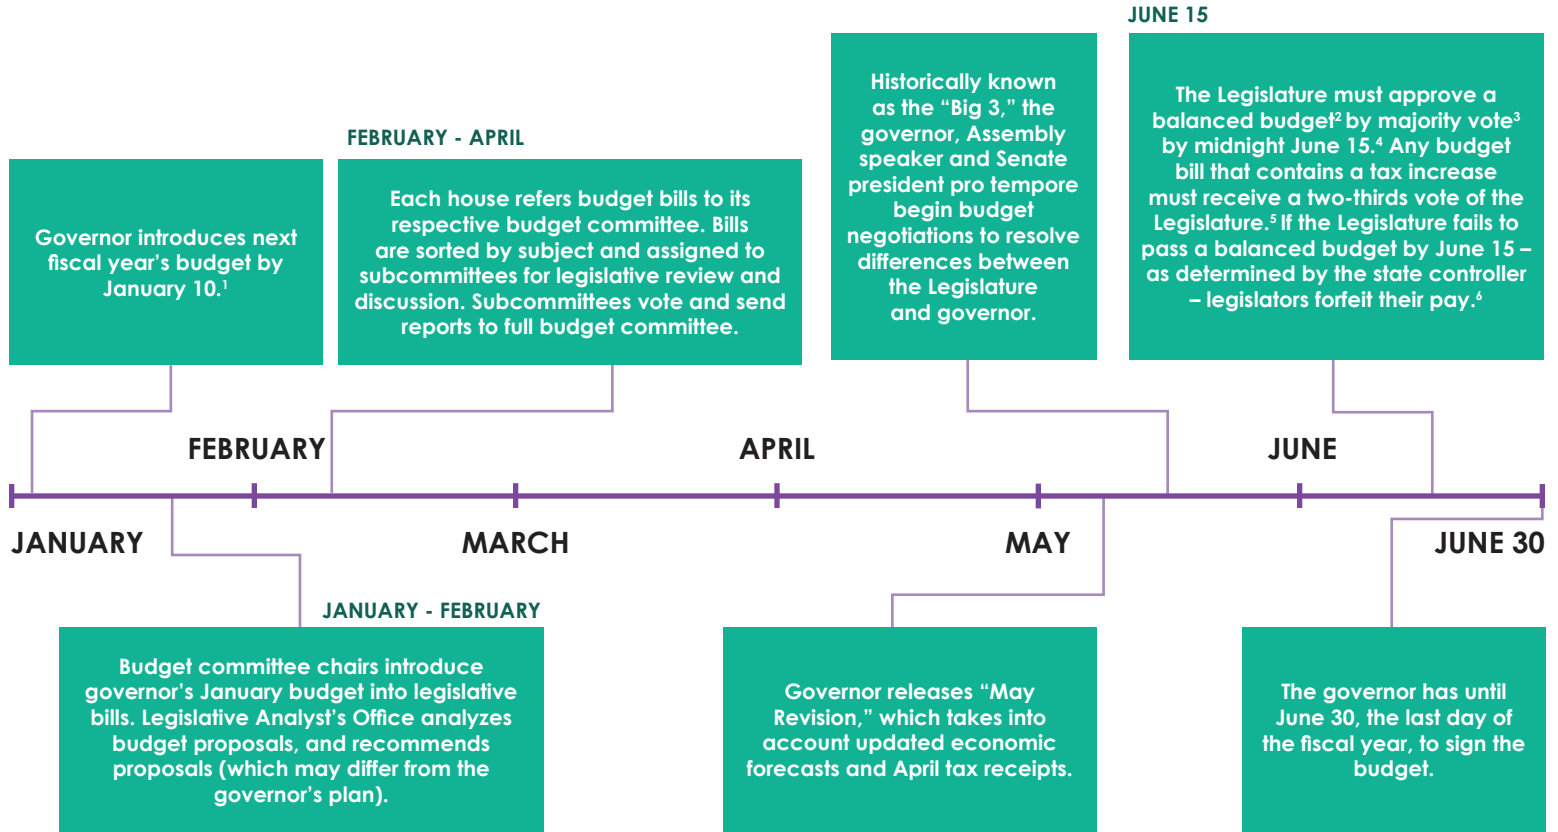 JUNE 15
Governor introduces next
fiscal year's budget by
January 10.¹
FEBRUARY - APRIL
Each house refers budget bills to its
respective budget committee. Bills
are sorted by subject and assigned to
subcommittees for legislative review and
discussion. Subcommittees vote and send
reports to full budget committee.
Historically known
as the “Big 3,” the
governor, Assembly
speaker and Senate
president pro tempore
begin budget
negotiations to resolve
differences between
the Legislature
and governor.
The Legislature must approve a
balanced budget² by majority vote³
by midnight June 15.⁴ Any budget
bill that contains a tax increase
must receive a two-thirds vote of the
Legislature.⁵ If the Legislature fails to
pass a balanced budget by June 15 –
as determined by the state controller
– legislators forfeit their pay.⁶
FEBRUARY
APRIL
JUNE
JANUARY
MARCH
MAY
JUNE 30
JANUARY - FEBRUARY
Budget committee chairs introduce
governor’s January budget into legislative
bills. Legislative Analyst’s Office analyzes
budget proposals, and recommends
proposals (which may differ from the
governor’s plan).
Governor releases “May
Revision,” which takes into
account updated economic
forecasts and April tax receipts.
The governor has until
June 30, the last day of
the fiscal year, to sign the
budget.